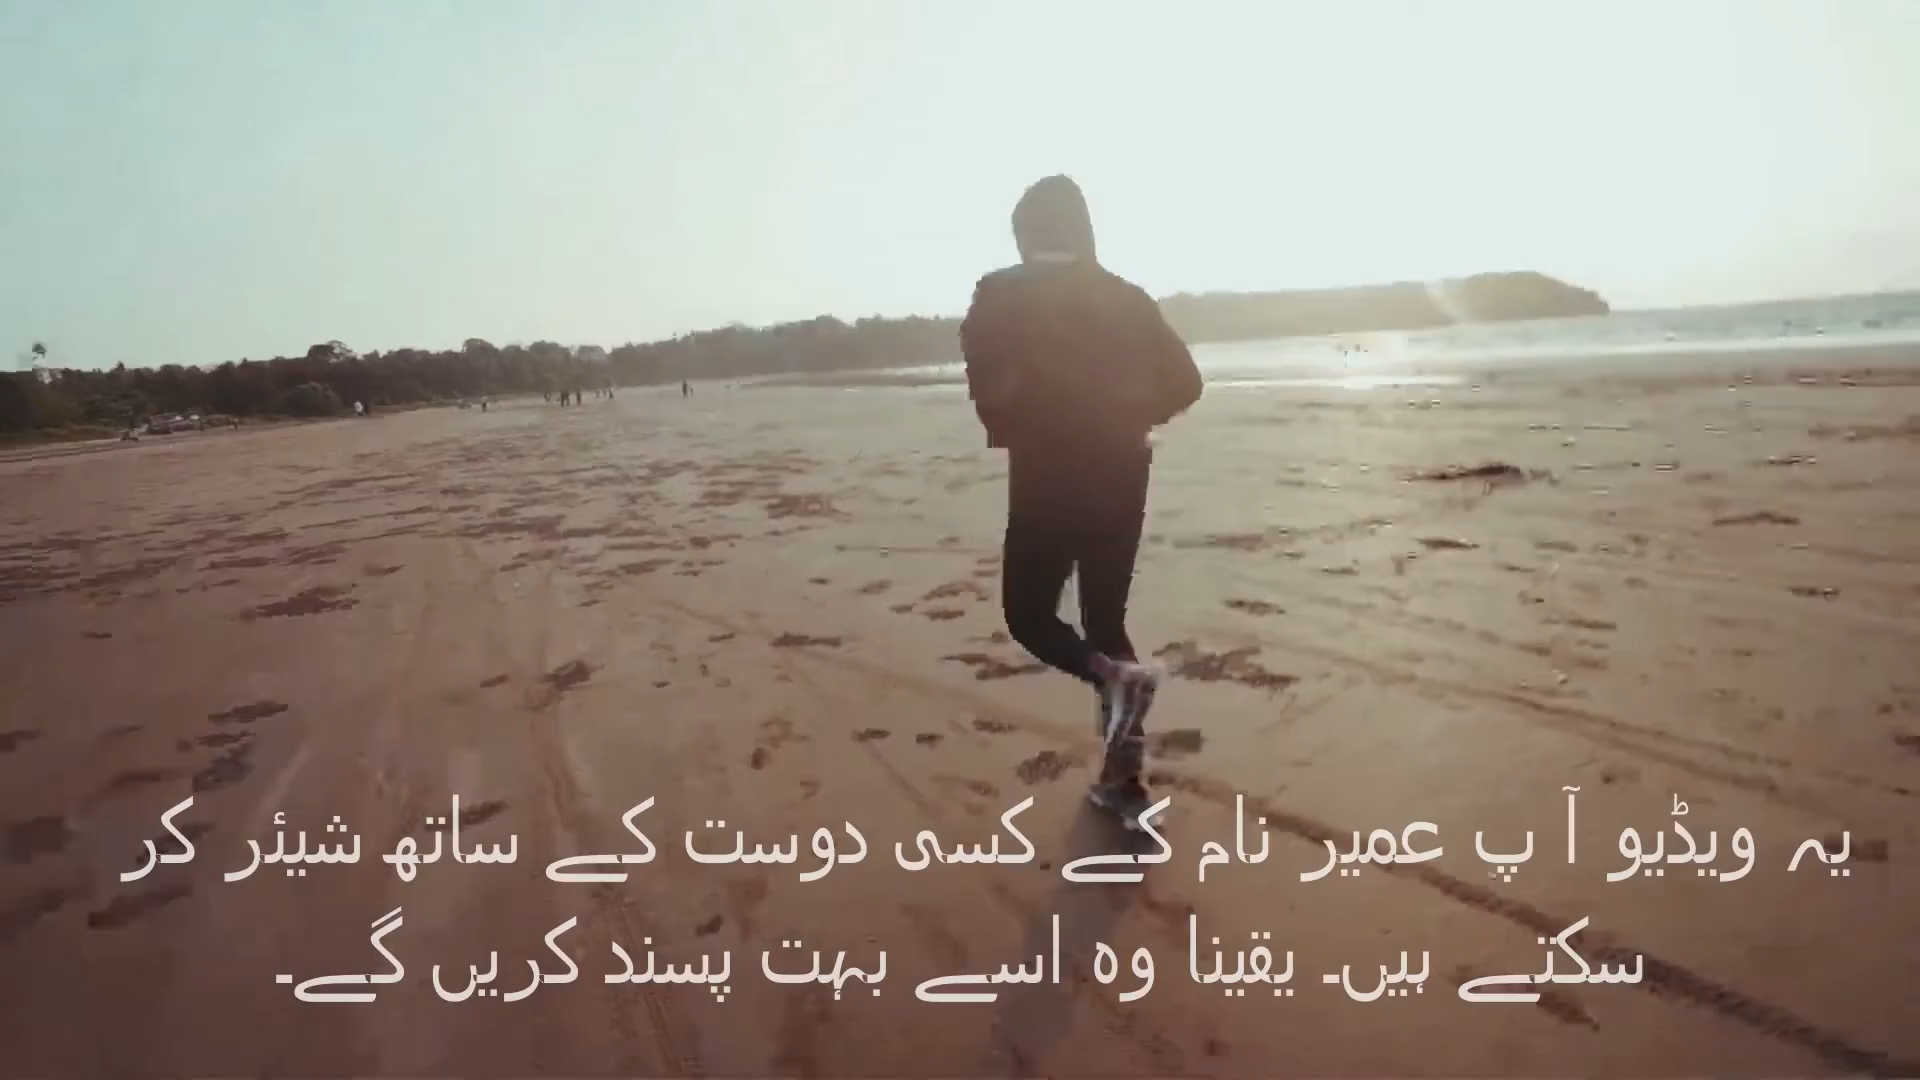 یہ ویڈیو آ پ عمیر نام کے کسی دوست کے ساتھ شیئر کر
سکتے ہیں۔ یقینا وہ اسے بہت پسند کریں گے۔